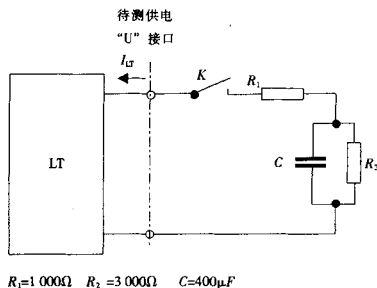 待测供电
“U”接口
I_LT
K
R₁
LT
C
R₂
R₁=1 000Ω R₂ =3 000Ω C=400μF